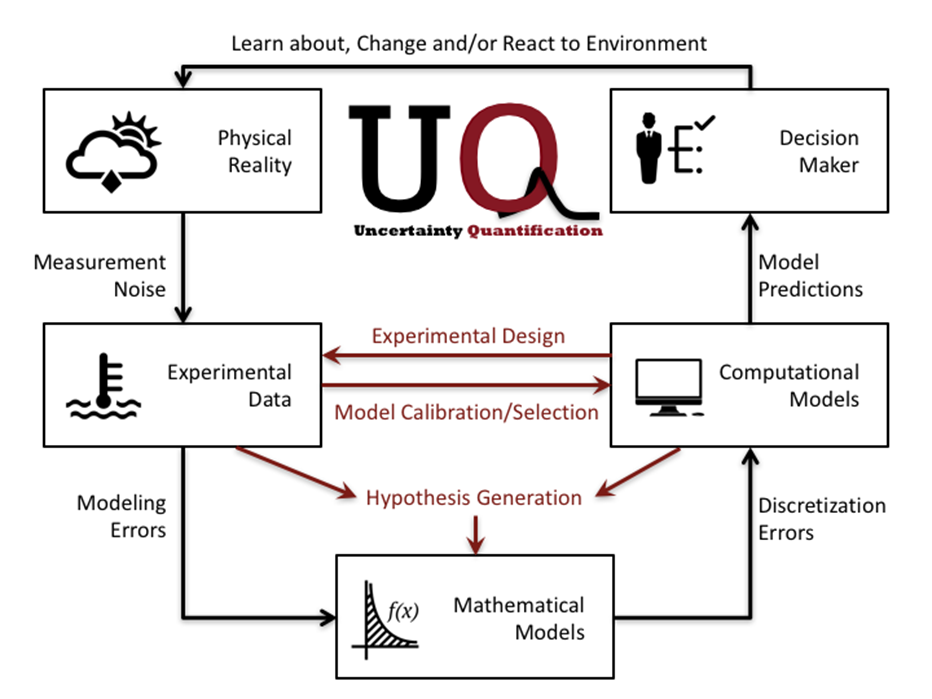 Learn about, Change and/or React to Environment
Physical
Reality
UQ
Uncertainty Quantification
Decision
Maker
Measurement
Noise
Model
Predictions
Experimental
Data
Experimental Design
Model Calibration/Selection
Computational
Models
Modeling
Errors
Hypothesis Generation
Discretization
Errors
f(x)
Mathematical
Models